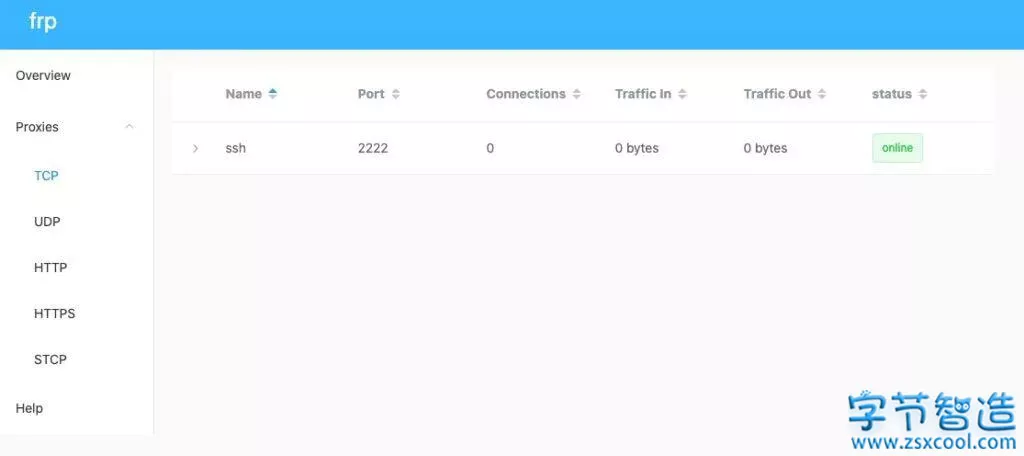 frp
Overview
Proxies
TCP
UDP
HTTP
HTTPS
STCP
Help
Name Port Connections Traffic In Traffic Out status
ssh 2222 0 0 bytes 0 bytes online
字节智造
www.zsxcool.com